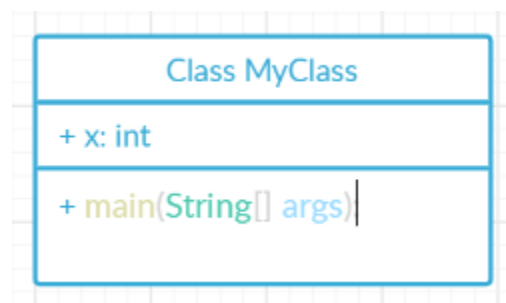 Class MyClass
+ x: int
+ main(String[] args):